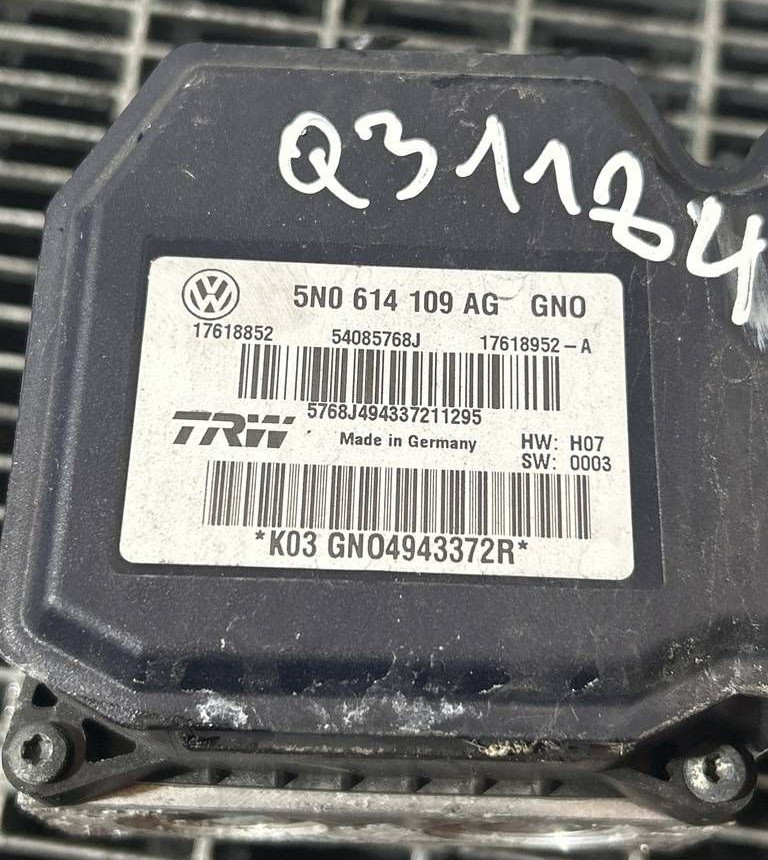 Q31184
5N0 614 109 AG GNO
17618852 54085768J 17618952-A
5768J494337211295
TRW Made in Germany HW: H07
SW: 0003
*K03 GNO4943372R*